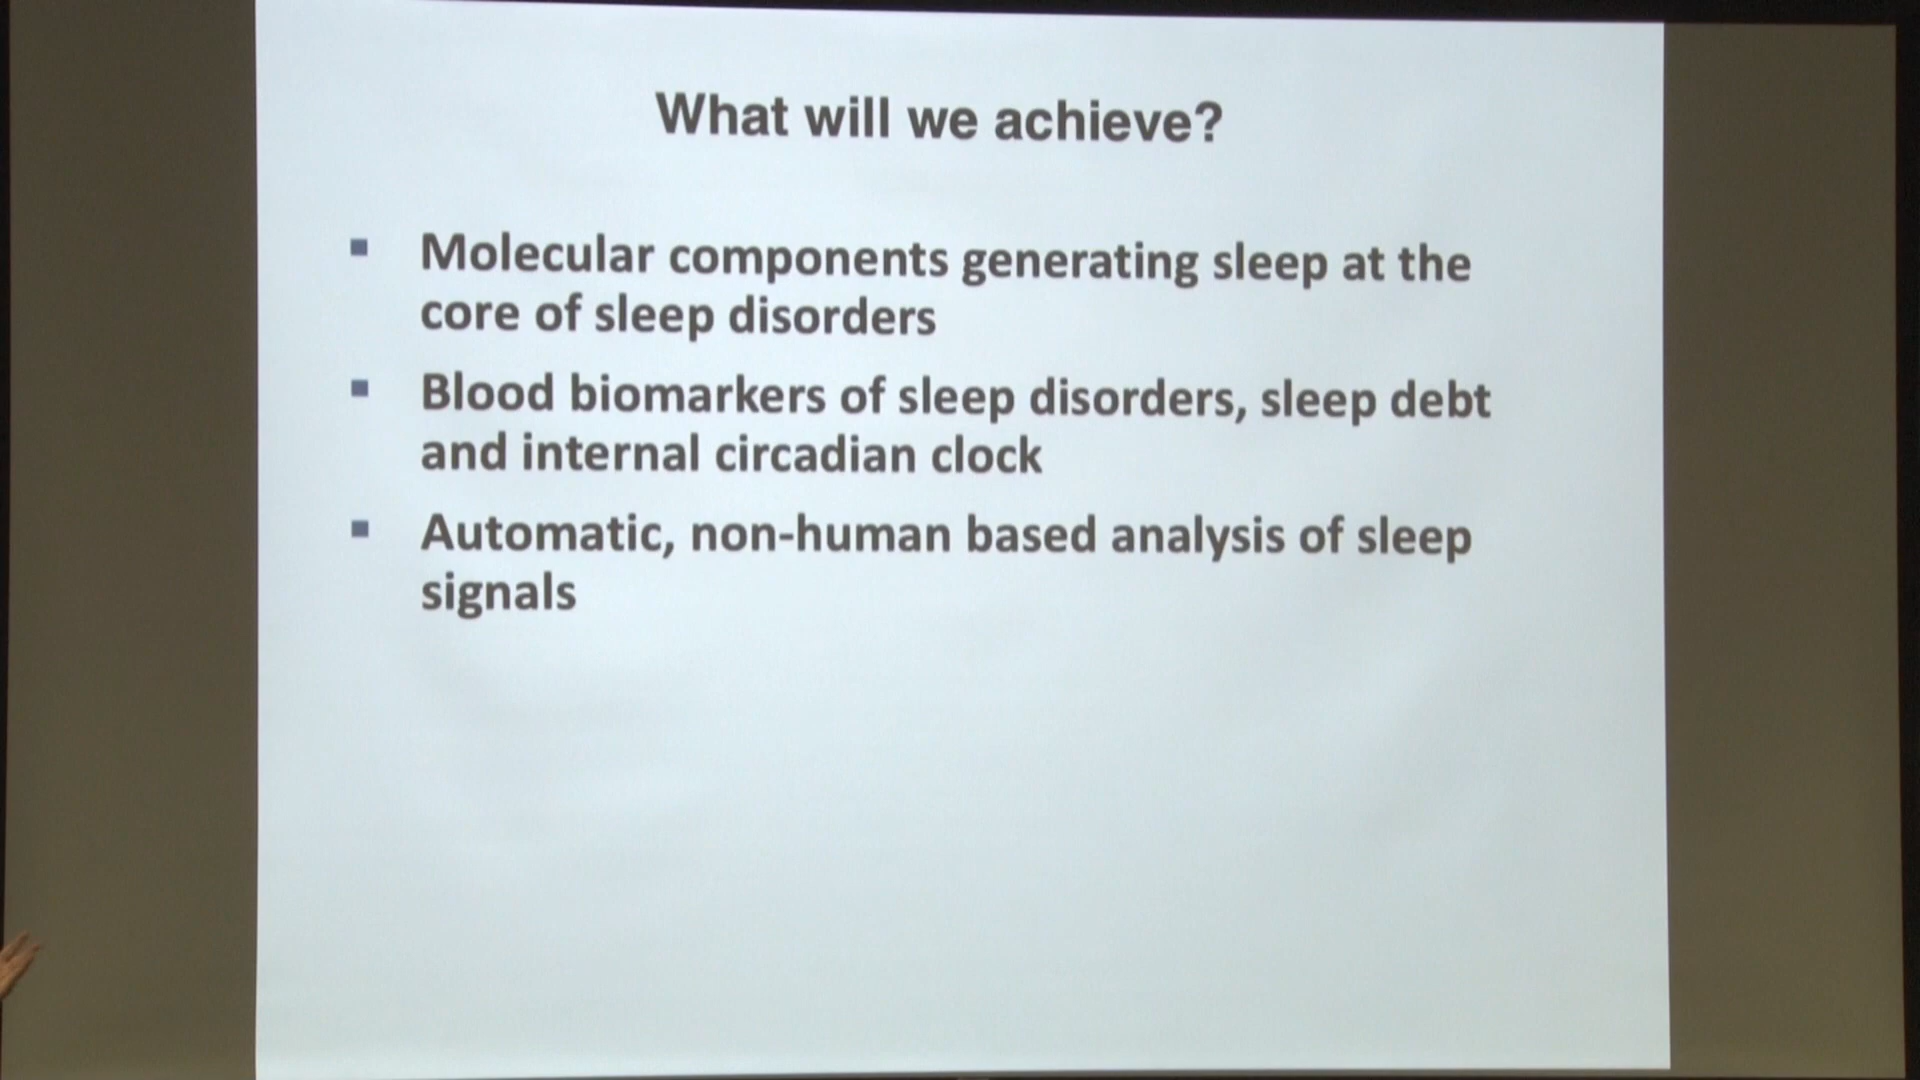 What will we achieve?
Molecular components generating sleep at the
core of sleep disorders
Blood biomarkers of sleep disorders, sleep debt
and internal circadian clock
Automatic, non-human based analysis of sleep
signals